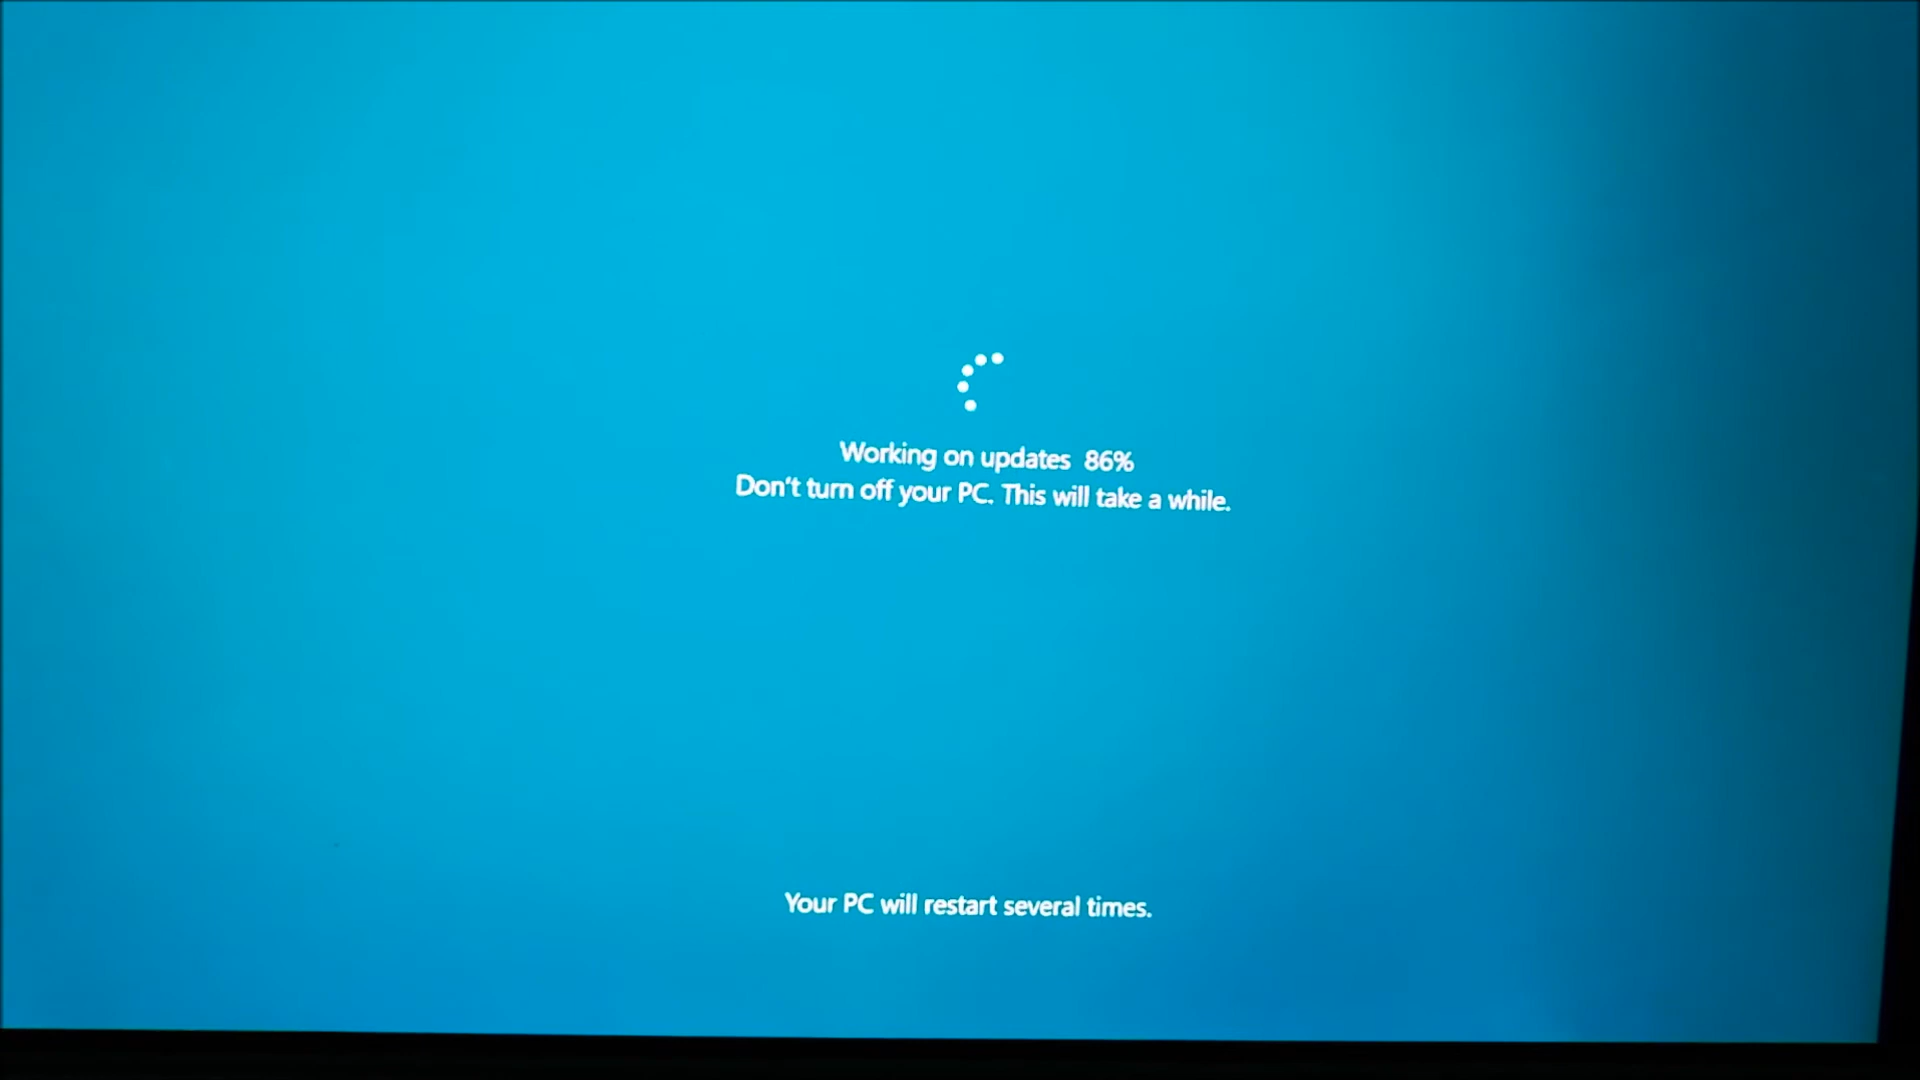 Working on updates  86%
Don't turn off your PC. This will take a while.
Your PC will restart several times.